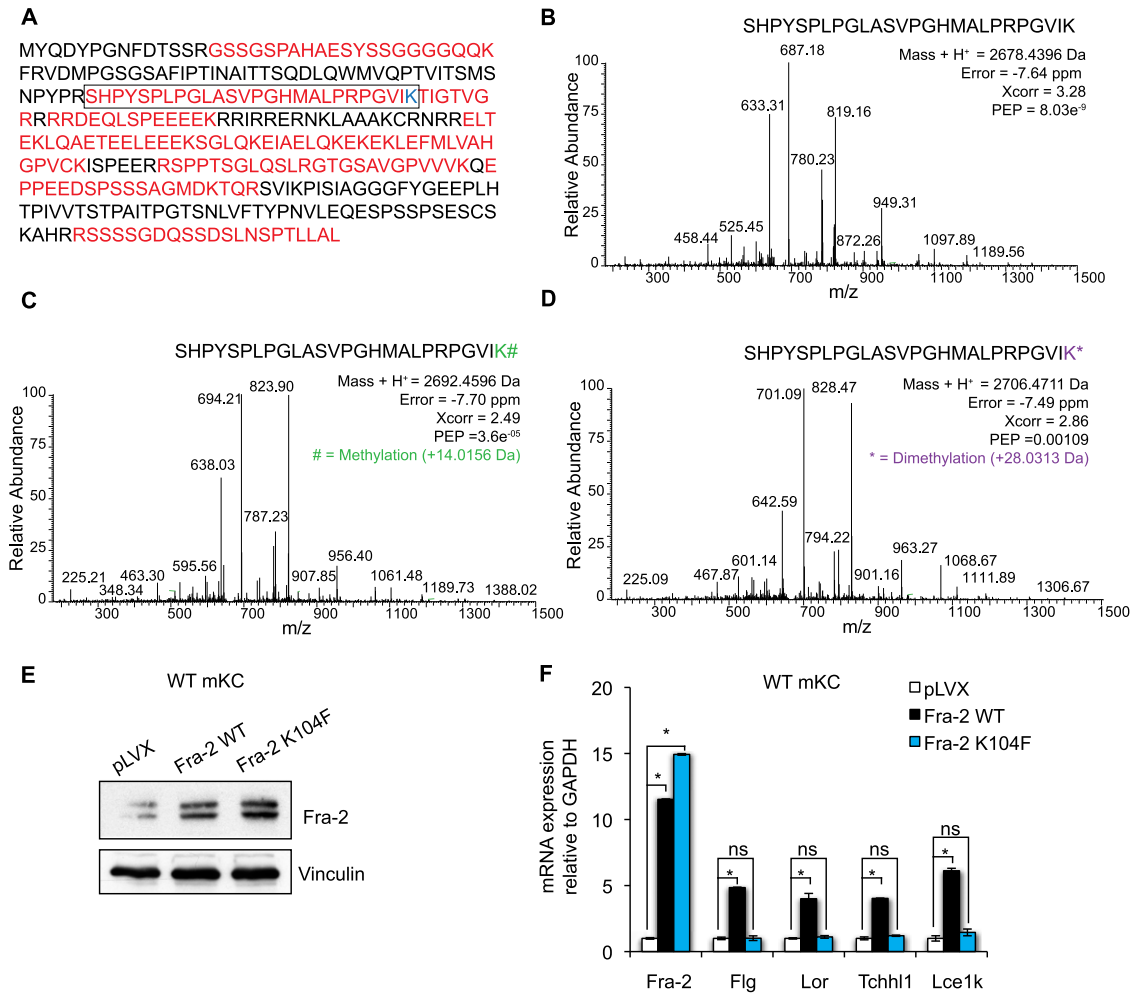 A
MYQDYPGNFDTSSRGSSGSPAHAESYSSGGGGQQK
FRVDMPGSGSAFIPTINAITTSQDLQWMVQPTVITSMS
NPYPRSHPYSPLPGLASVPGHMALPRPGVIKTIGTVG
RRRRDEQLSPEEEEKRRIRRERNKLAAAKCRNRRELT
EKLQAETEELEEEKSGLQKEIAELQKEKEKLEFMLVAH
GPVCKISPEERRSPPTSGLQSLRGTGSAVGPVVVKQE
PPEEDSPSSSAGMDKTQRSVIKPISIAGGGFYGEEPLH
TPIVVTSTPAITPGTSNLVFTYPNVLEQESPSSPSESCS
KAHRRSSSSGDQSSDSLNSPTLLAL
B
SHPYSPLPGLASVPGHMALPRPGVIK
Mass + H⁺ = 2678.4396 Da
Error = -7.64 ppm
Xcorr = 3.28
PEP = 8.03e⁻⁹
Relative Abundance
100
75
50
25
0
687.18
633.31
819.16
780.23
949.31
458.44
525.45
872.26
1097.89
1189.56
300
500
700
900
1100
1300
1500
m/z
C
SHPYSPLPGLASVPGHMALPRPGVIK#
Mass + H⁺ = 2692.4596 Da
Error = -7.70 ppm
Xcorr = 2.49
PEP =3.6e⁻⁰⁵
# = Methylation (+14.0156 Da)
Relative Abundance
100
75
50
25
0
694.21
823.90
638.03
787.23
595.56
956.40
225.21
348.34
463.30
907.85
1061.48
1189.73
1388.02
300
500
700
900
1100
1300
1500
m/z
D
SHPYSPLPGLASVPGHMALPRPGVIK*
Mass + H⁺ = 2706.4711 Da
Error = -7.49 ppm
Xcorr = 2.86
PEP =0.00109
* = Dimethylation (+28.0313 Da)
Relative Abundance
100
75
50
25
0
701.09
828.47
642.59
794.22
601.14
963.27
225.09
467.87
901.16
1068.67
1111.89
1306.67
300
500
700
900
1100
1300
1500
m/z
E
WT mKC
pLVX
Fra-2 WT
Fra-2 K104F
Fra-2
Vinculin
F
WT mKC
pLVX
Fra-2 WT
Fra-2 K104F
mRNA expression
relative to GAPDH
20
15
10
5
0
*
*
ns
*
ns
*
ns
*
ns
*
Fra-2
Flg
Lor
Tchhl1
Lce1k